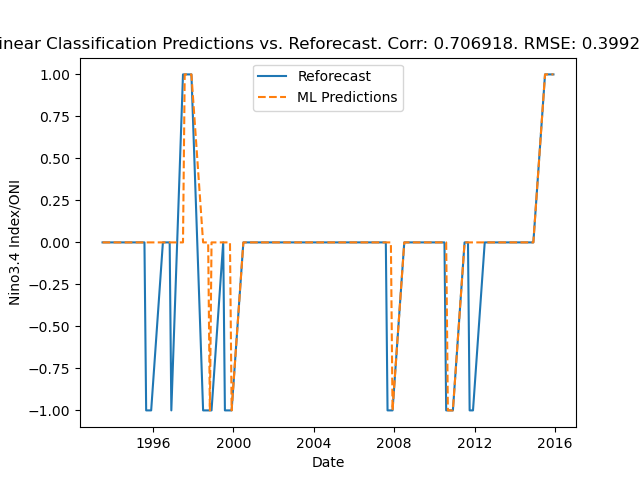 inear Classification Predictions vs. Reforecast. Corr: 0.706918. RMSE: 0.3992
Reforecast
ML Predictions
1.00
0.75
0.50
0.25
0.00
−0.25
−0.50
−0.75
−1.00
Nino3.4 Index/ONI
1996 2000 2004 2008 2012 2016
Date